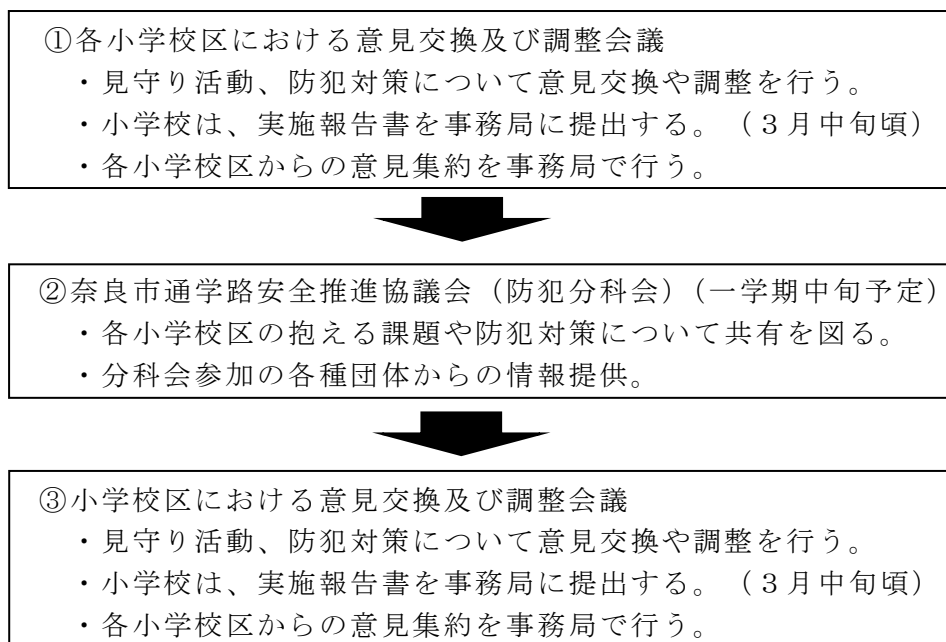 ①各小学校区における意見交換及び調整会議
・見守り活動、防犯対策について意見交換や調整を行う。
・小学校は、実施報告書を事務局に提出する。（３月中旬頃）
・各小学校区からの意見集約を事務局で行う。
②奈良市通学路安全推進協議会（防犯分科会）（一学期中旬予定）
・各小学校区の抱える課題や防犯対策について共有を図る。
・分科会参加の各種団体からの情報提供。
③小学校区における意見交換及び調整会議
・見守り活動、防犯対策について意見交換や調整を行う。
・小学校は、実施報告書を事務局に提出する。（３月中旬頃）
・各小学校区からの意見集約を事務局で行う。